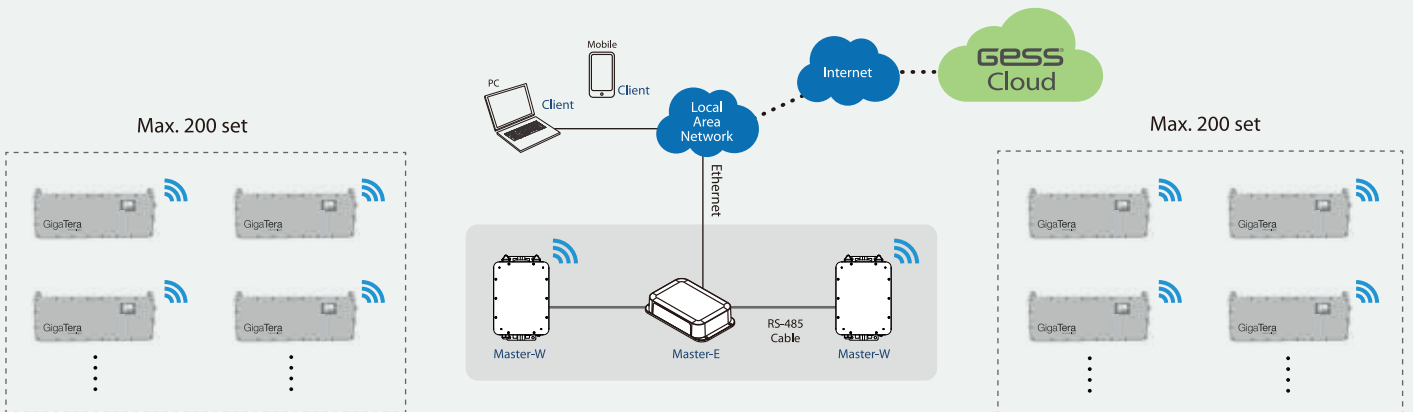 Mobile
Client
PC
Client
GESS
Cloud
Internet
Local
Area
Network
Max. 200 set
Max. 200 set
Ethernet
GigaTera
GigaTera
GigaTera
GigaTera
GigaTera
GigaTera
GigaTera
GigaTera
RS-485
Cable
Master-W
Master-E
Master-W